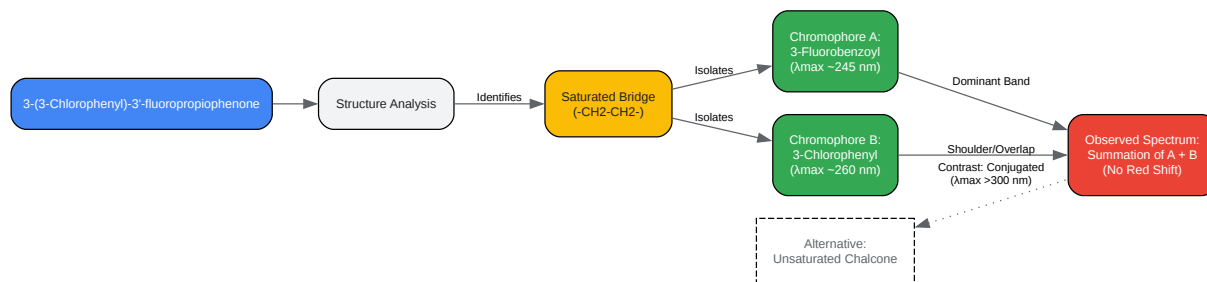 3-(3-Chlorophenyl)-3'-fluoropropiophenone
Structure Analysis
Identifies
Saturated Bridge
(-CH2-CH2-)
Isolates
Isolates
Chromophore A:
3-Fluorobenzoyl
(λmax ~245 nm)
Chromophore B:
3-Chlorophenyl
(λmax ~260 nm)
Dominant Band
Shoulder/Overlap
Contrast: Conjugated
(λmax >300 nm)
Observed Spectrum:
Summation of A + B
(No Red Shift)
Alternative:
Unsaturated Chalcone